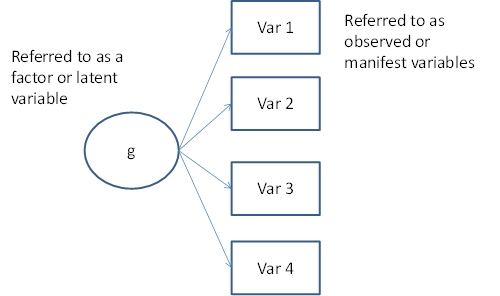 Referred to as a
factor or latent
variable
g
Var 1
Var 2
Var 3
Var 4
Referred to as
observed or
manifest variables